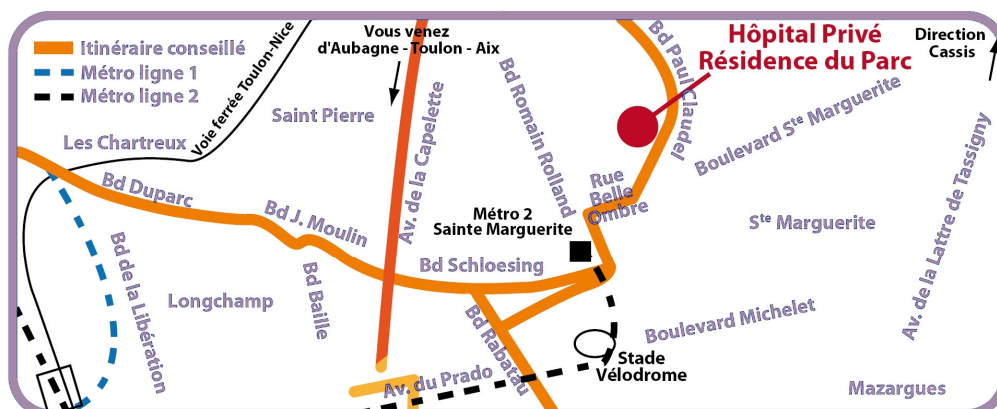 Itinéraire conseillé
Métro ligne 1
Métro ligne 2
Voie ferrée Toulon-Nice
Vous venez
d'Aubagne - Toulon - Aix
Bd Paul Claudel
Hôpital Privé
Résidence du Parc
Direction
Cassis
Les Chartreux
Saint Pierre
Av. de la Capelette
Bd Romain Rolland
Boulevard Ste Marguerite
Av. de la Lattre de Tassigny
Bd Duparc
Bd J. Moulin
Métro 2
Sainte Marguerite
Rue
Belle
Ombre
Ste Marguerite
Bd de la Libération
Longchamp
Bd Baille
Bd Schloesing
Bd Rabatau
Boulevard Michelet
Stade
Vélodrome
Av. du Prado
Mazargues